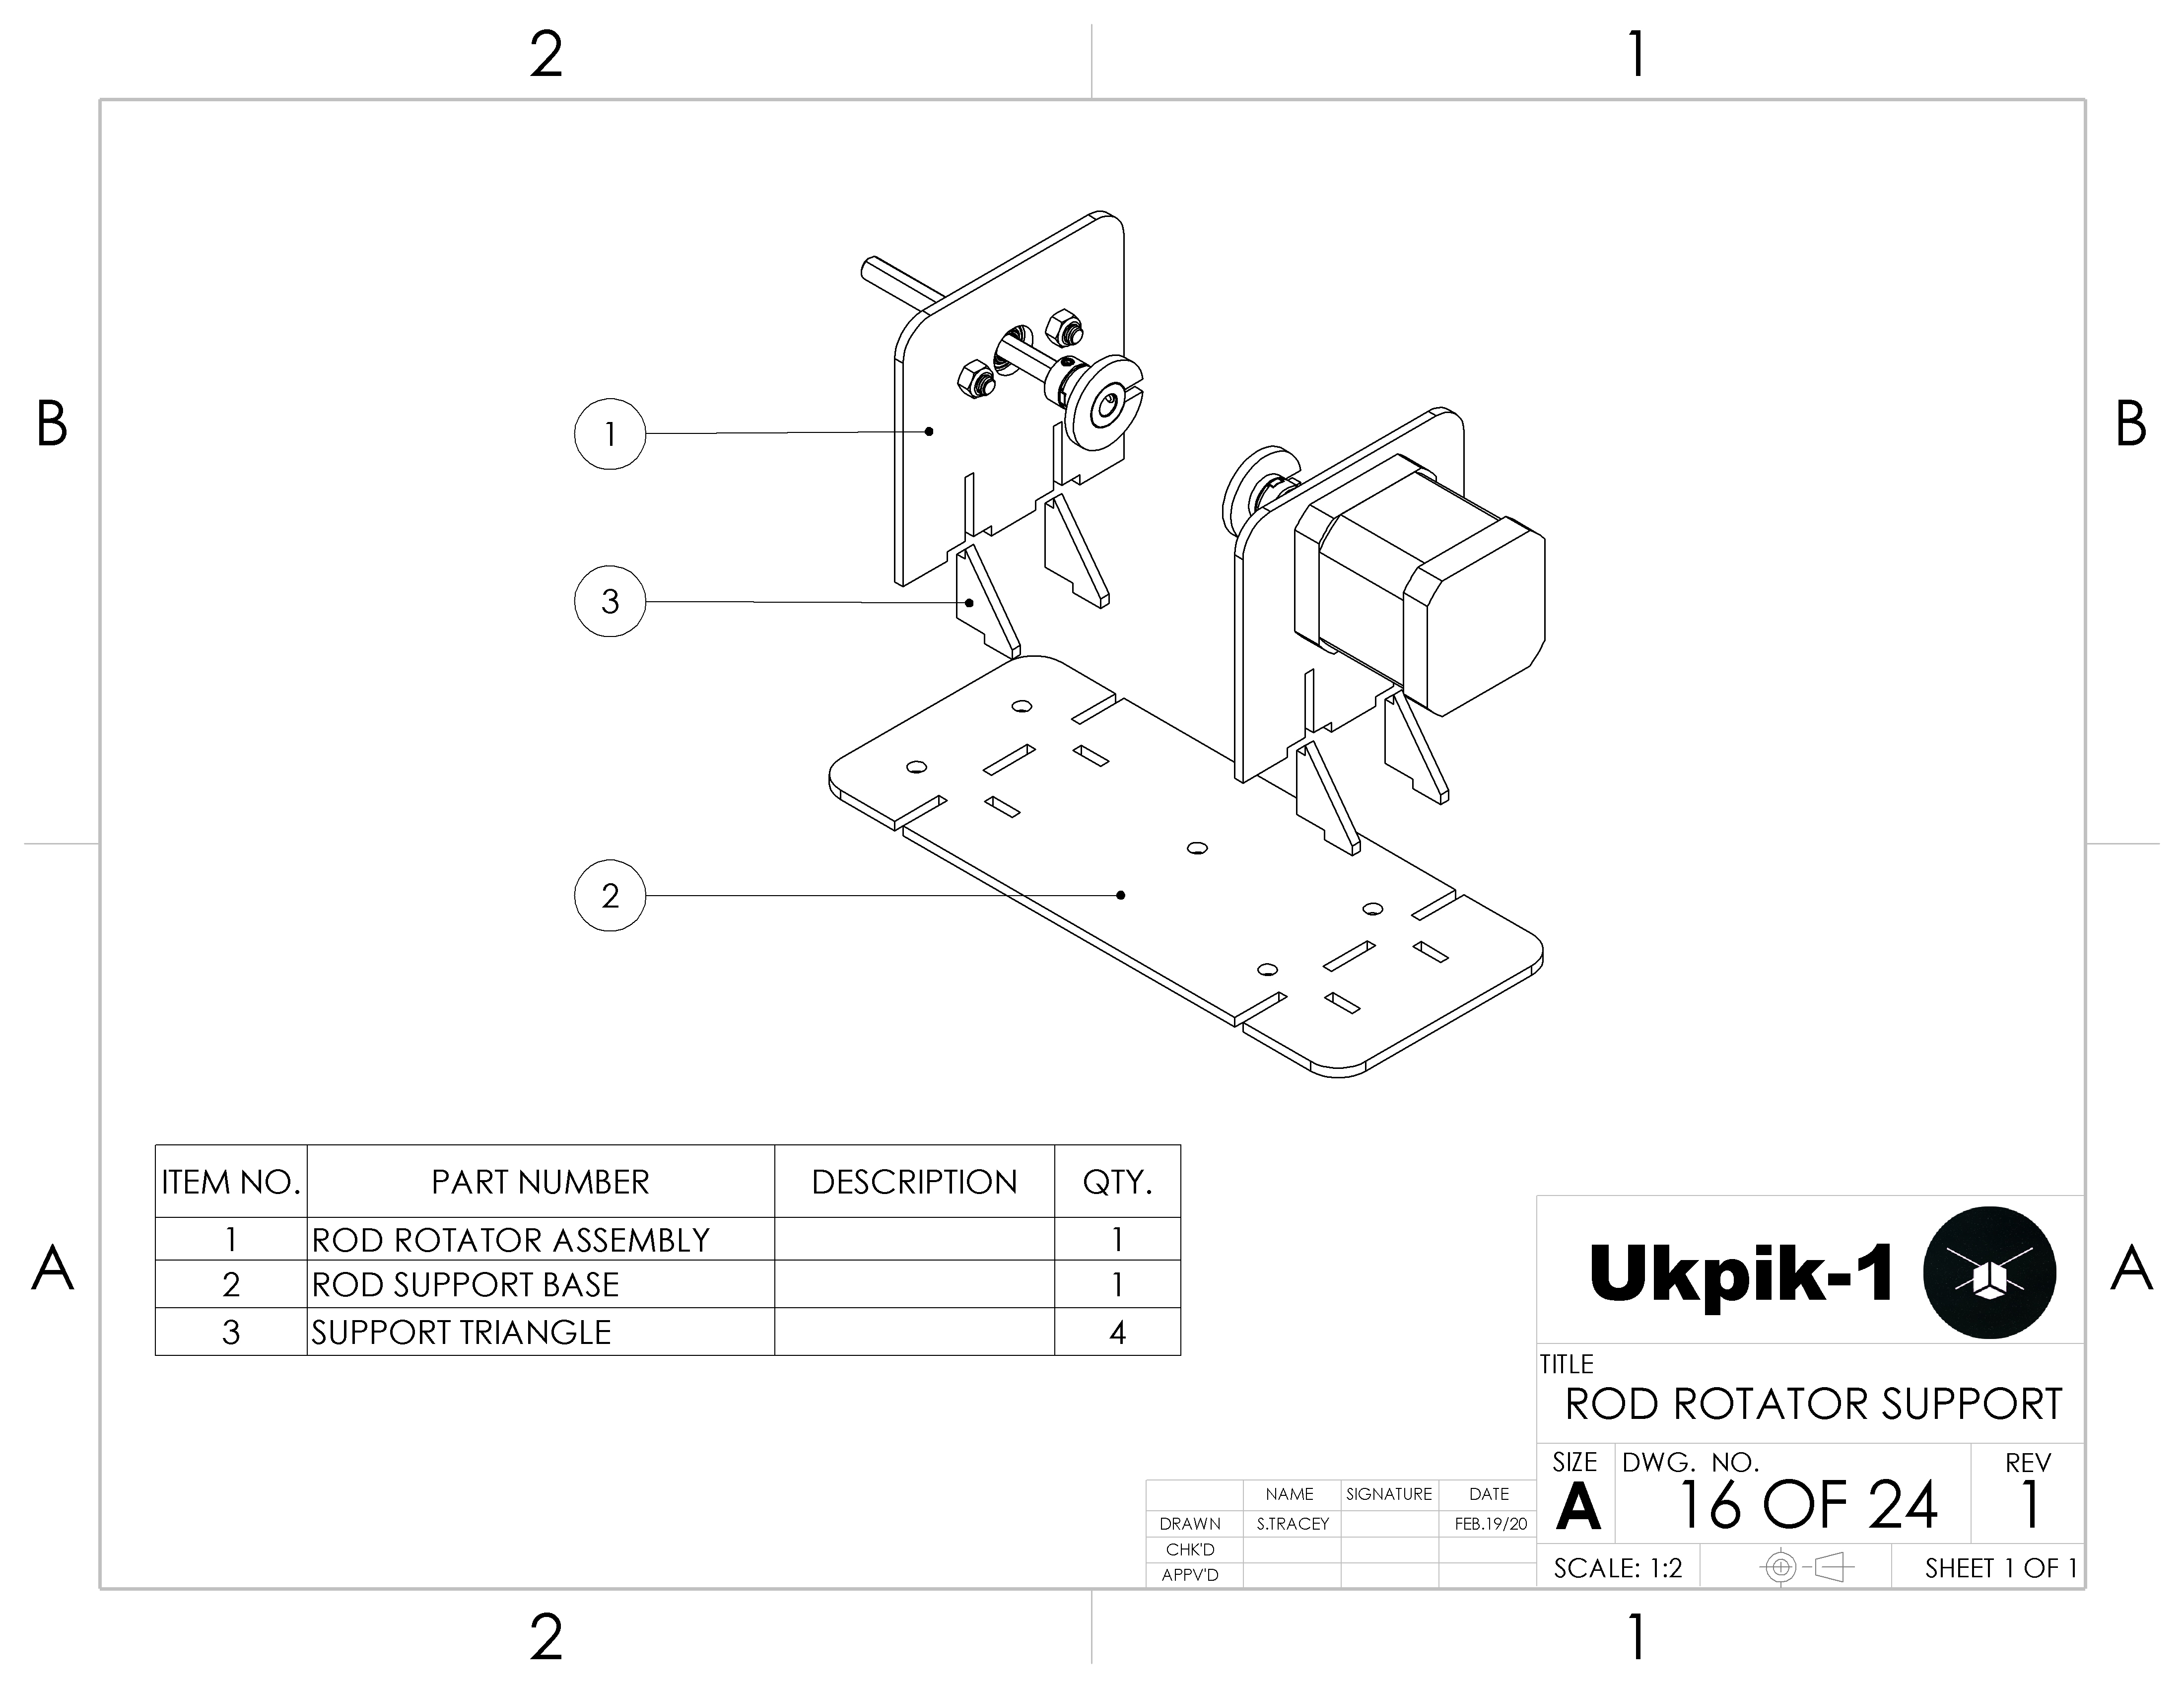 2 1
B B
1
3
2
ITEM NO. PART NUMBER DESCRIPTION QTY.
1 ROD ROTATOR ASSEMBLY 1
2 ROD SUPPORT BASE 1
3 SUPPORT TRIANGLE 4
A A
Ukpik-1
TITLE
ROD ROTATOR SUPPORT
SIZE DWG. NO. REV
A 16 OF 24 1
NAME SIGNATURE DATE
DRAWN S.TRACEY FEB.19/20
CHK'D
APPV'D
SCALE: 1:2 SHEET 1 OF 1
2 1